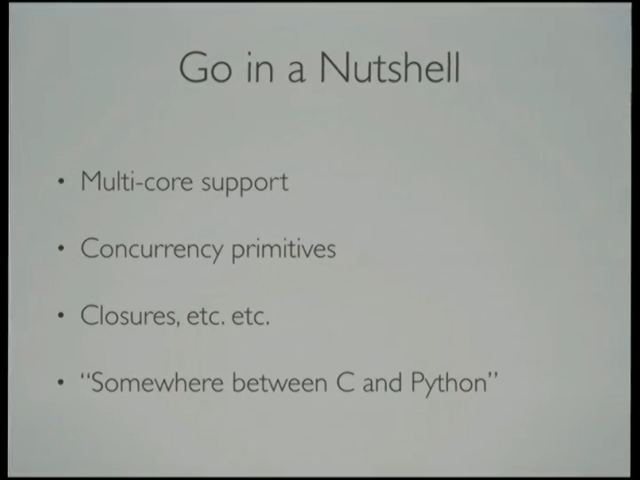 Go in a Nutshell
• Multi-core support
• Concurrency primitives
• Closures, etc. etc.
• “Somewhere between C and Python”